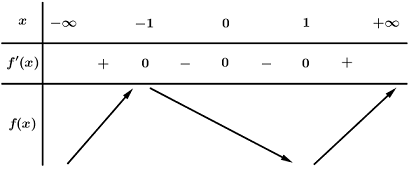 x −∞ −1 0 1 +∞
f′(x) + 0 − 0 − 0 +
f(x)